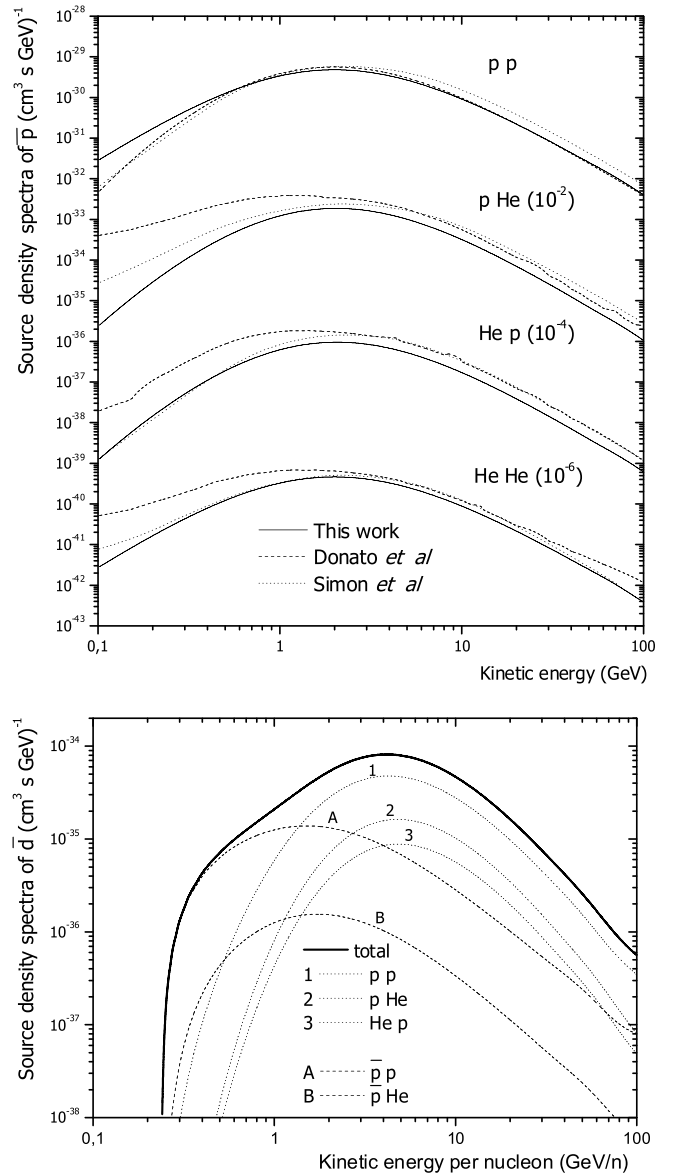 Source density spectra of p̅ (cm³ s GeV)⁻¹
10⁻²⁸
10⁻²⁹
10⁻³⁰
10⁻³¹
10⁻³²
10⁻³³
10⁻³⁴
10⁻³⁵
10⁻³⁶
10⁻³⁷
10⁻³⁸
10⁻³⁹
10⁻⁴⁰
10⁻⁴¹
10⁻⁴²
10⁻⁴³
p p
p He (10⁻²)
He p (10⁻⁴)
He He (10⁻⁶)
This work
Donato et al
Simon et al
0,1 1 10 100
Kinetic energy (GeV)
Source density spectra of d̅ (cm³ s GeV)⁻¹
10⁻³⁴
10⁻³⁵
10⁻³⁶
10⁻³⁷
10⁻³⁸
1
2
3
A
B
total
1 p p
2 p He
3 He p
A p̅ p
B p̅ He
0,1 1 10 100
Kinetic energy per nucleon (GeV/n)